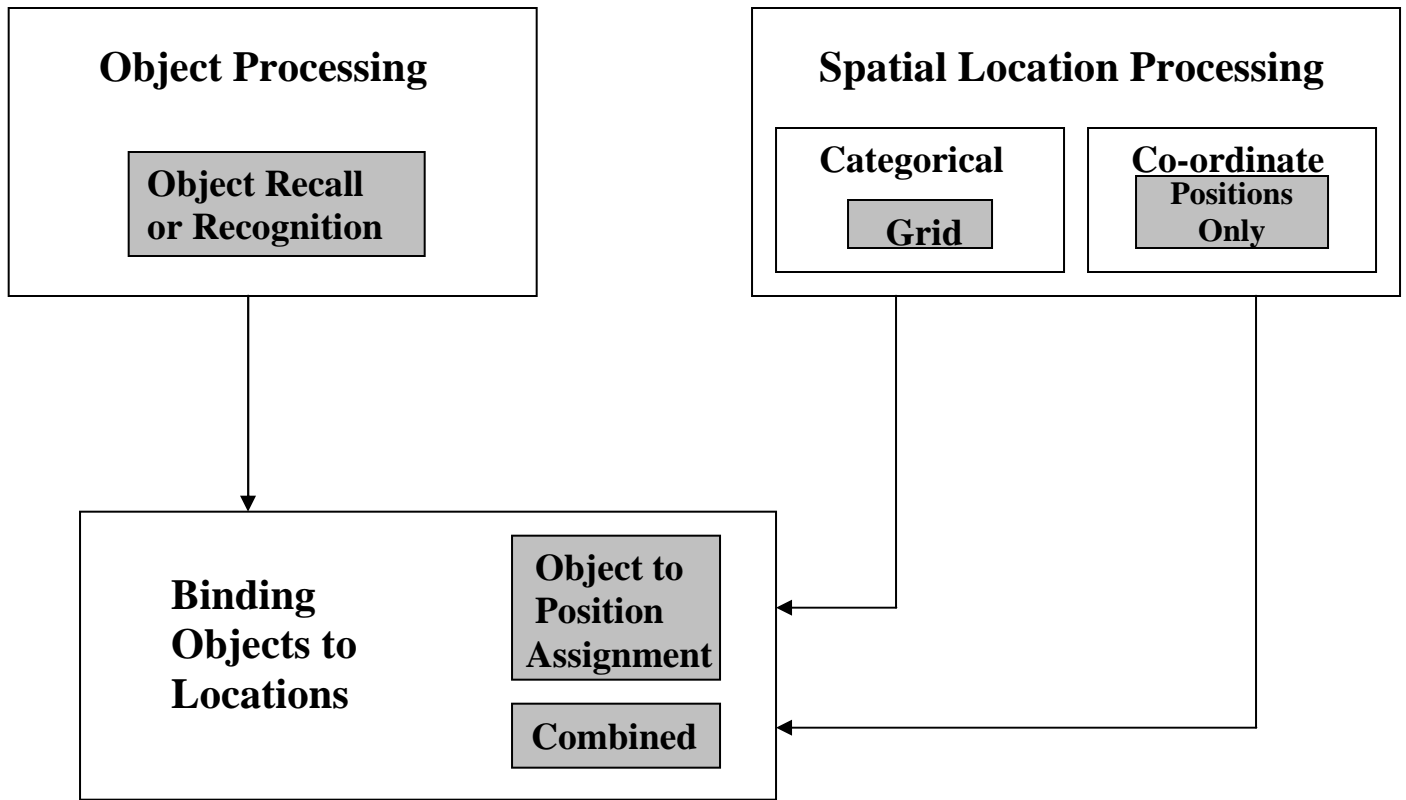 Object Processing
Object Recall
or Recognition
Spatial Location Processing
Categorical
Grid
Co-ordinate
Positions
Only
Binding
Objects to
Locations
Object to
Position
Assignment
Combined